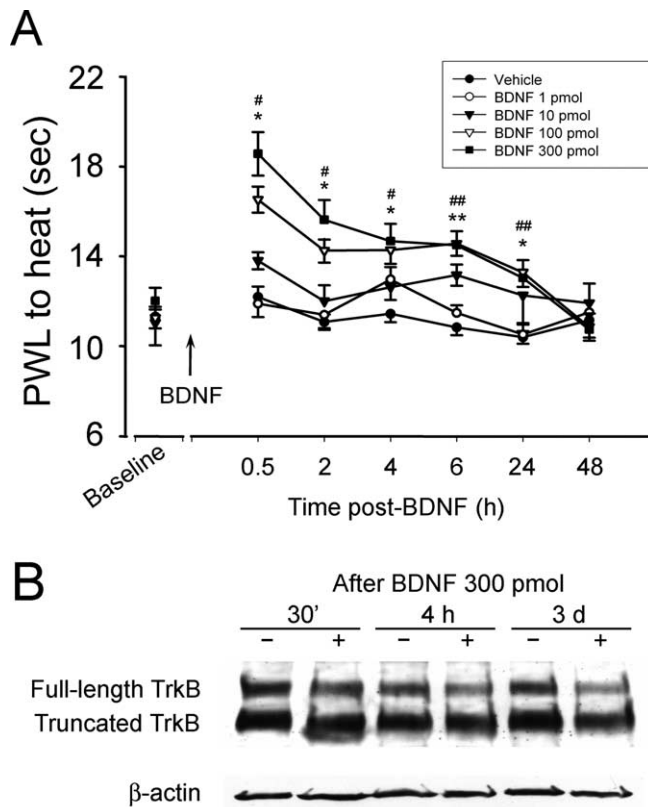 A
PWL to heat (sec)
22
18
14
10
6
Vehicle
BDNF 1 pmol
BDNF 10 pmol
BDNF 100 pmol
BDNF 300 pmol
# # # ## ##
* * * ** *
BDNF
Baseline
0.5 2 4 6 24 48
Time post-BDNF (h)
B
After BDNF 300 pmol
30' 4 h 3 d
− + − + − +
Full-length TrkB
Truncated TrkB
β-actin